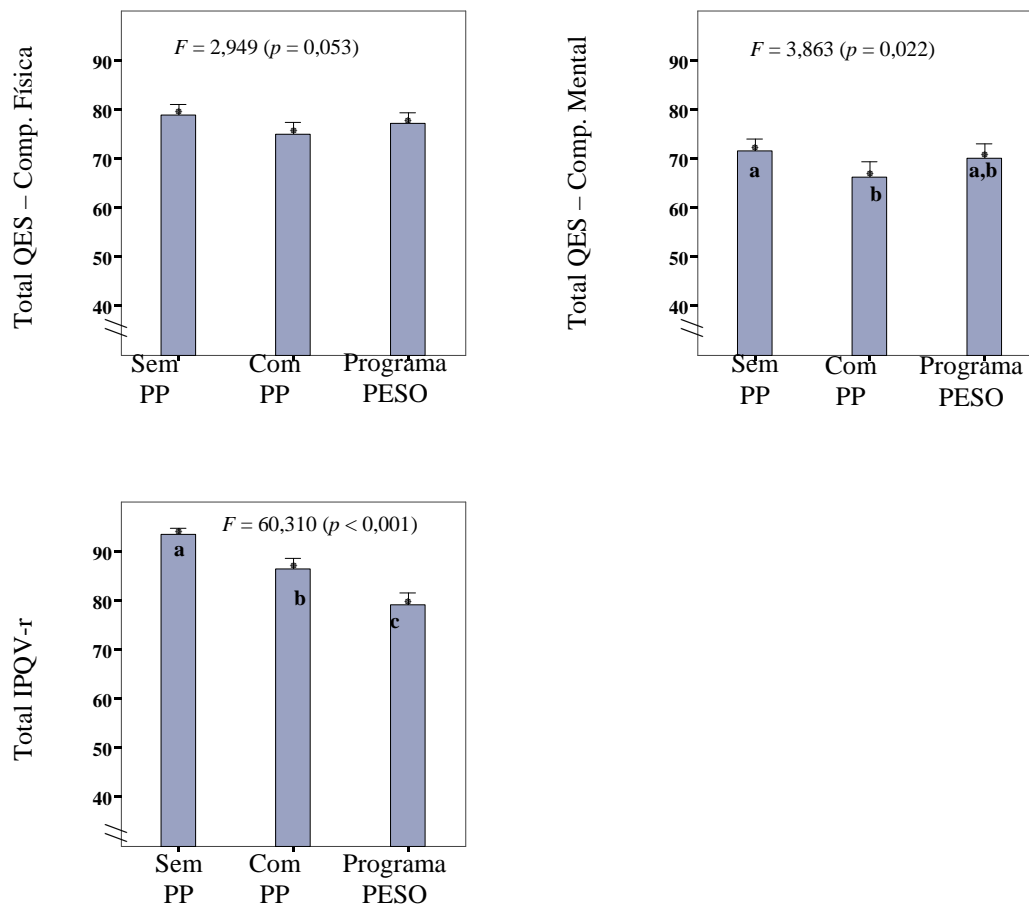 F = 2,949 (p = 0,053)
Total QES – Comp. Física
90
80
70
60
50
40
Sem
PP
Com
PP
Programa
PESO
F = 3,863 (p = 0,022)
Total QES – Comp. Mental
90
80
70
60
50
40
a
b
a,b
Sem
PP
Com
PP
Programa
PESO
F = 60,310 (p < 0,001)
Total IPQV-r
90
80
70
60
50
40
a
b
c
Sem
PP
Com
PP
Programa
PESO